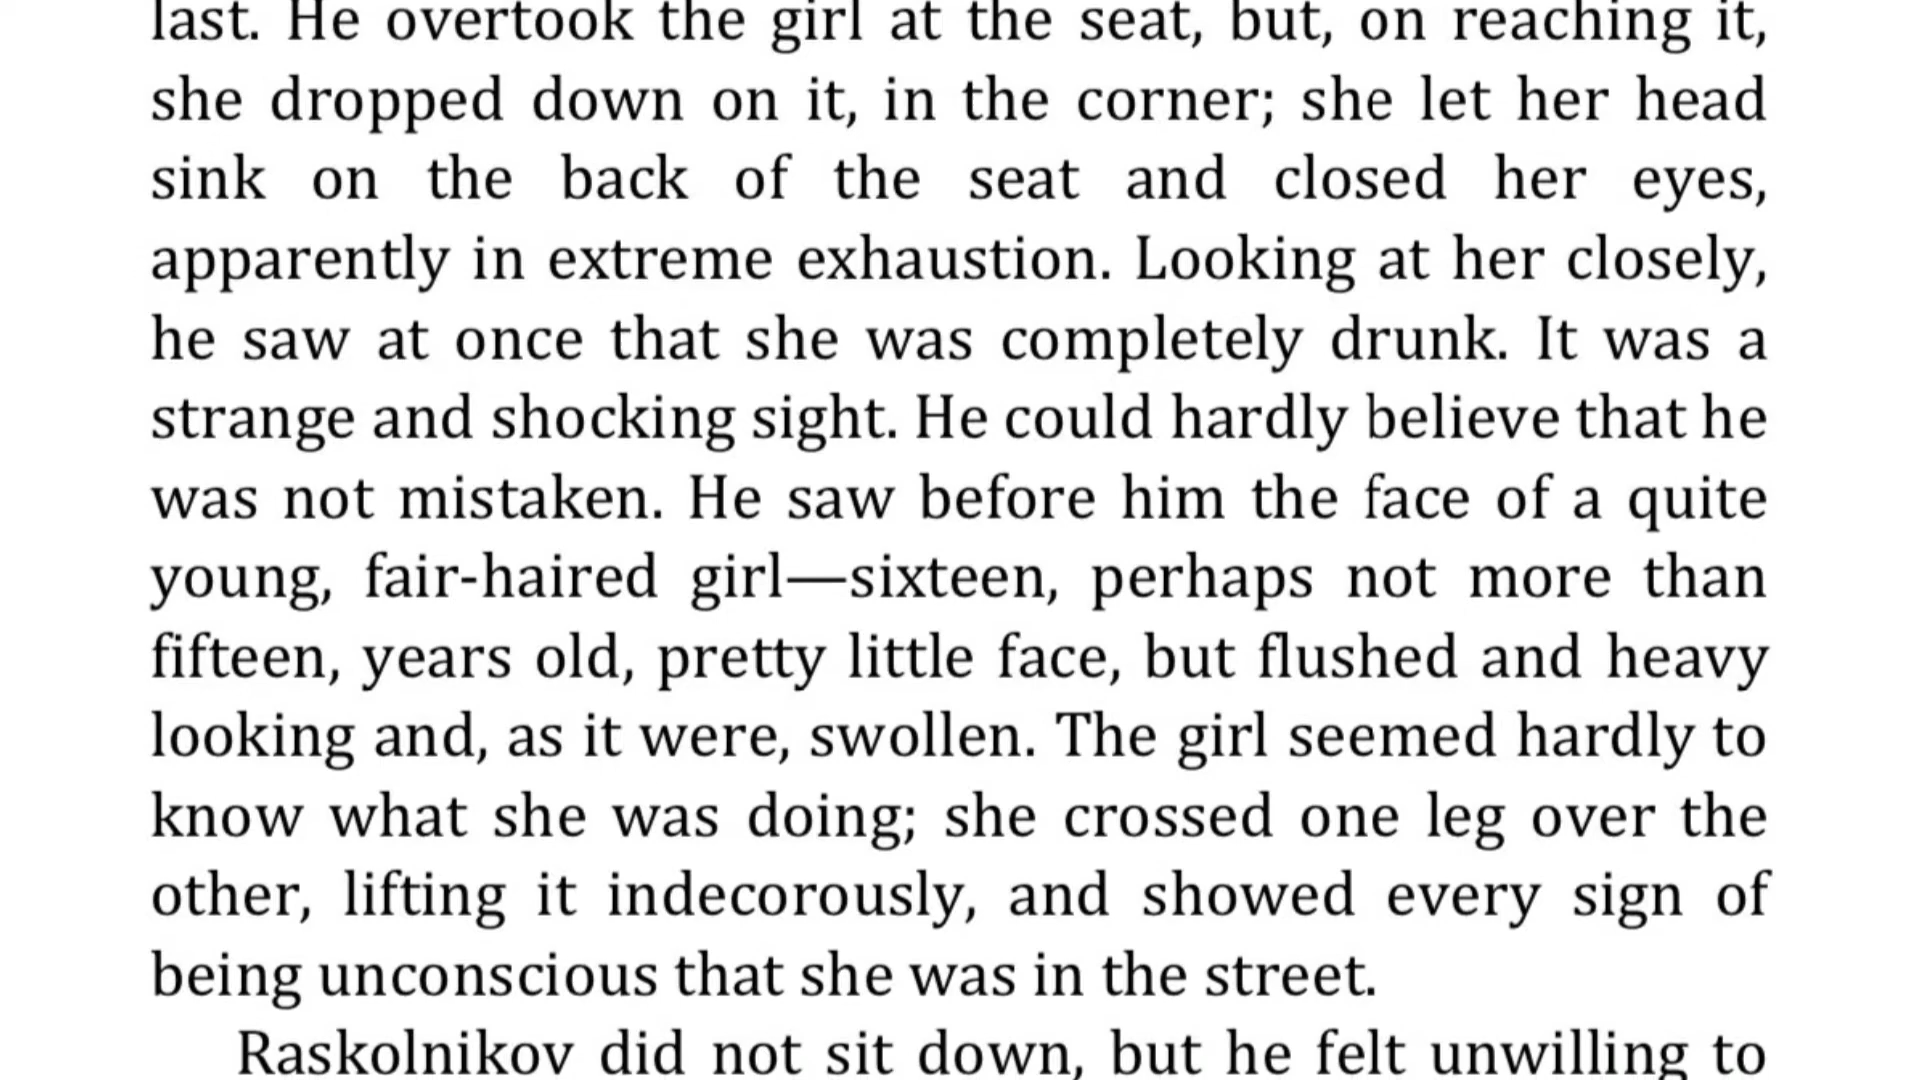 last. He overtook the girl at the seat, but, on reaching it,
she dropped down on it, in the corner; she let her head
sink on the back of the seat and closed her eyes,
apparently in extreme exhaustion. Looking at her closely,
he saw at once that she was completely drunk. It was a
strange and shocking sight. He could hardly believe that he
was not mistaken. He saw before him the face of a quite
young, fair-haired girl—sixteen, perhaps not more than
fifteen, years old, pretty little face, but flushed and heavy
looking and, as it were, swollen. The girl seemed hardly to
know what she was doing; she crossed one leg over the
other, lifting it indecorously, and showed every sign of
being unconscious that she was in the street.
Raskolnikov did not sit down, but he felt unwilling to